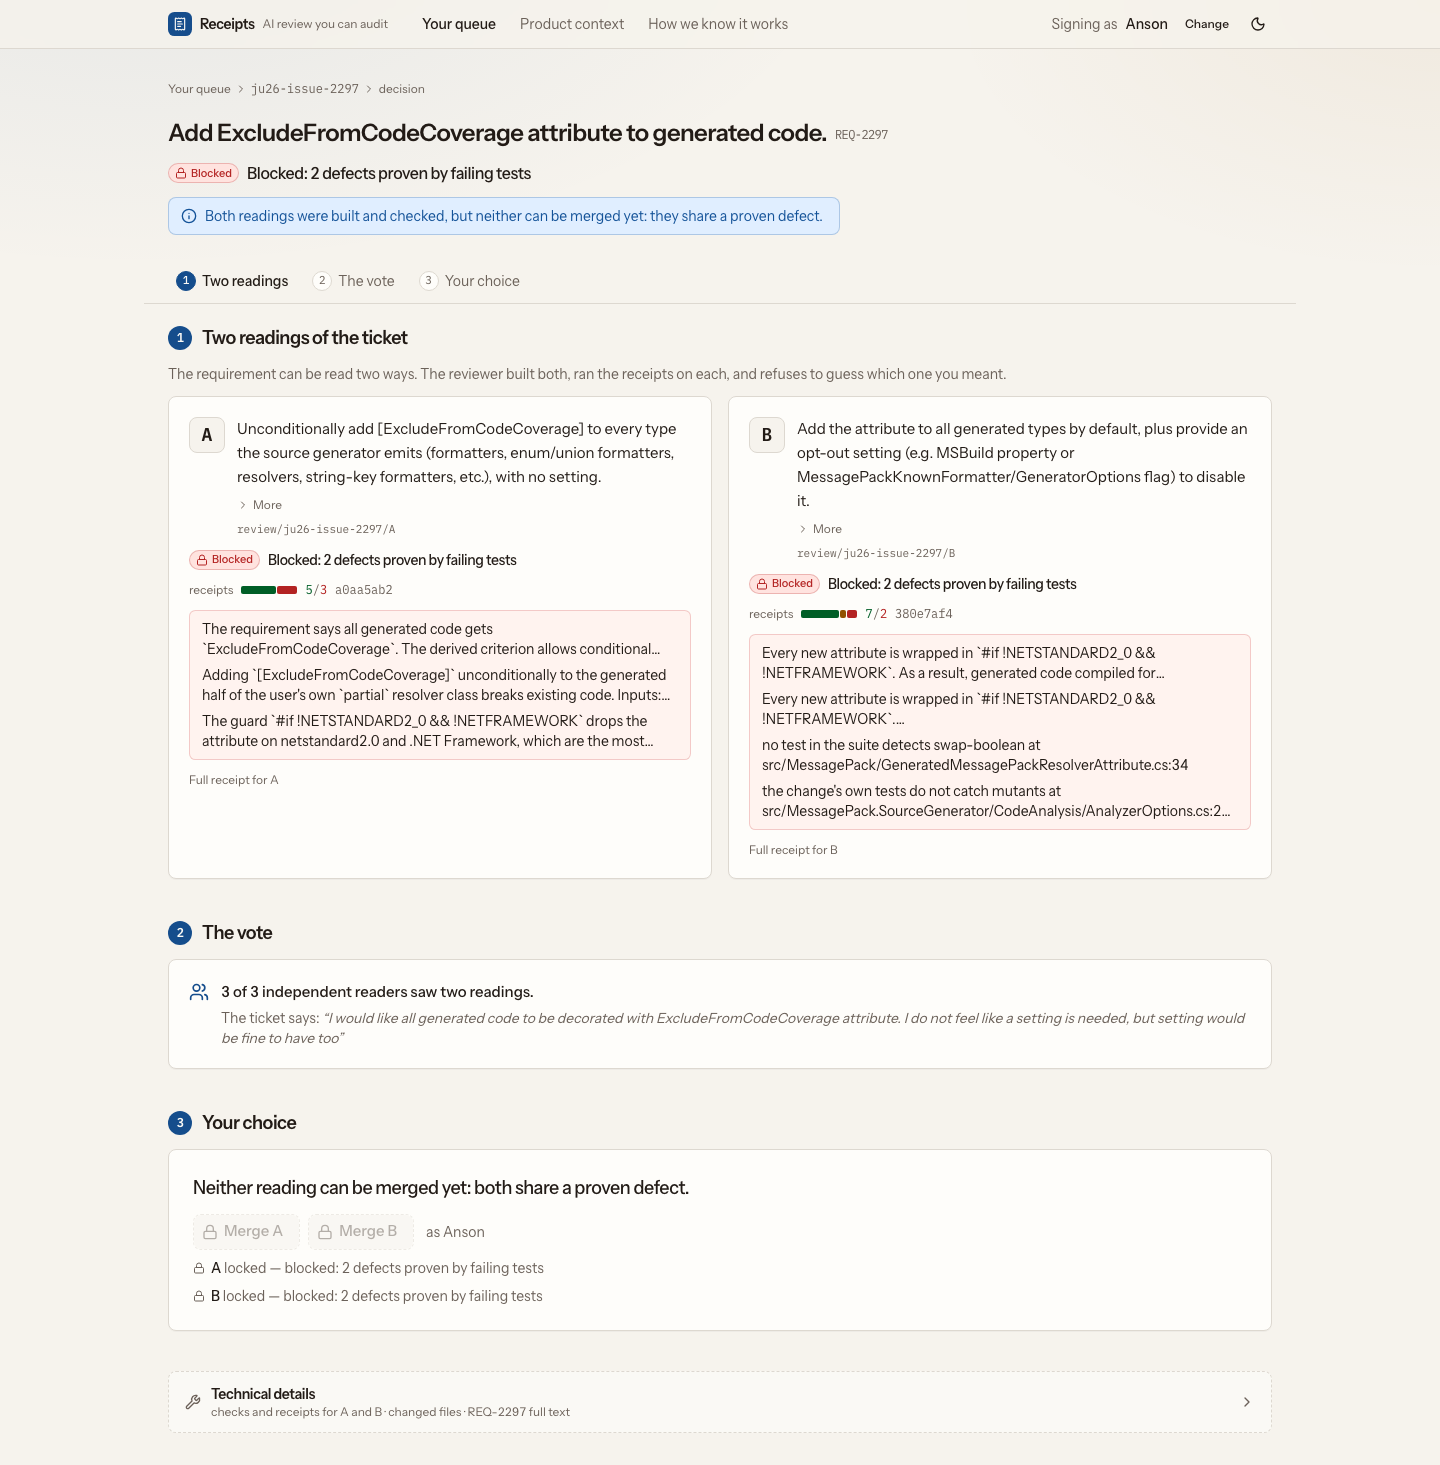 Receipts AI review you can audit Your queue Product context How we know it works Signing as Anson Change
Your queue > ju26-issue-2297 > decision
Add ExcludeFromCodeCoverage attribute to generated code. REQ-2297
Blocked Blocked: 2 defects proven by failing tests
Both readings were built and checked, but neither can be merged yet: they share a proven defect.
1 Two readings 2 The vote 3 Your choice
1 Two readings of the ticket
The requirement can be read two ways. The reviewer built both, ran the receipts on each, and refuses to guess which one you meant.
A
Unconditionally add [ExcludeFromCodeCoverage] to every type
the source generator emits (formatters, enum/union formatters,
resolvers, string-key formatters, etc.), with no setting.
> More
review/ju26-issue-2297/A
Blocked Blocked: 2 defects proven by failing tests
receipts 5/3 a0aa5ab2
The requirement says all generated code gets
`ExcludeFromCodeCoverage`. The derived criterion allows conditional...
Adding `[ExcludeFromCodeCoverage]` unconditionally to the generated
half of the user's own `partial` resolver class breaks existing code. Inputs:...
The guard `#if !NETSTANDARD2_0 && !NETFRAMEWORK` drops the
attribute on netstandard2.0 and .NET Framework, which are the most...
Full receipt for A
B
Add the attribute to all generated types by default, plus provide an
opt-out setting (e.g. MSBuild property or
MessagePackKnownFormatter/GeneratorOptions flag) to disable
it.
> More
review/ju26-issue-2297/B
Blocked Blocked: 2 defects proven by failing tests
receipts 7/2 380e7af4
Every new attribute is wrapped in `#if !NETSTANDARD2_0 &&
!NETFRAMEWORK`. As a result, generated code compiled for...
Every new attribute is wrapped in `#if !NETSTANDARD2_0 &&
!NETFRAMEWORK`....
no test in the suite detects swap-boolean at
src/MessagePack/GeneratedMessagePackResolverAttribute.cs:34
the change's own tests do not catch mutants at
src/MessagePack.SourceGenerator/CodeAnalysis/AnalyzerOptions.cs:2...
Full receipt for B
2 The vote
3 of 3 independent readers saw two readings.
The ticket says: “I would like all generated code to be decorated with ExcludeFromCodeCoverage attribute. I do not feel like a setting is needed, but setting would
be fine to have too”
3 Your choice
Neither reading can be merged yet: both share a proven defect.
Merge A Merge B as Anson
A locked — blocked: 2 defects proven by failing tests
B locked — blocked: 2 defects proven by failing tests
Technical details
checks and receipts for A and B · changed files · REQ-2297 full text